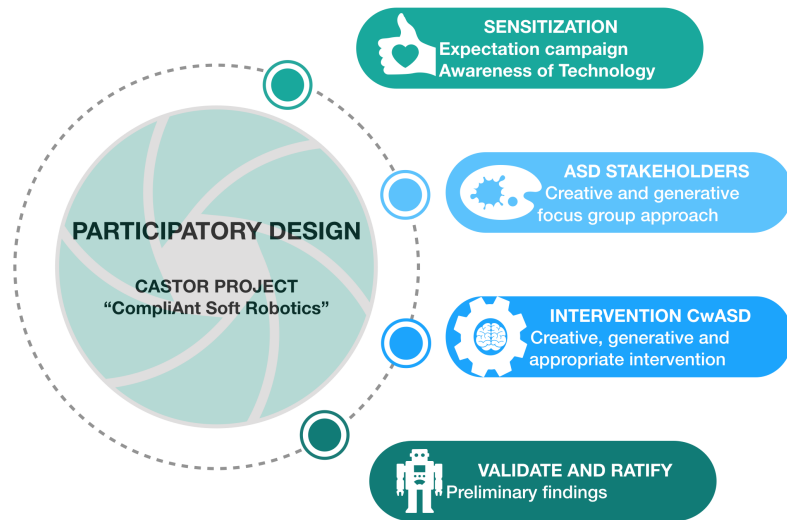 SENSITIZATION
Expectation campaign
Awareness of Technology
ASD STAKEHOLDERS
Creative and generative
focus group approach
PARTICIPATORY DESIGN
CASTOR PROJECT
“CompliAnt Soft Robotics”
INTERVENTION CwASD
Creative, generative and
appropriate intervention
VALIDATE AND RATIFY
Preliminary findings